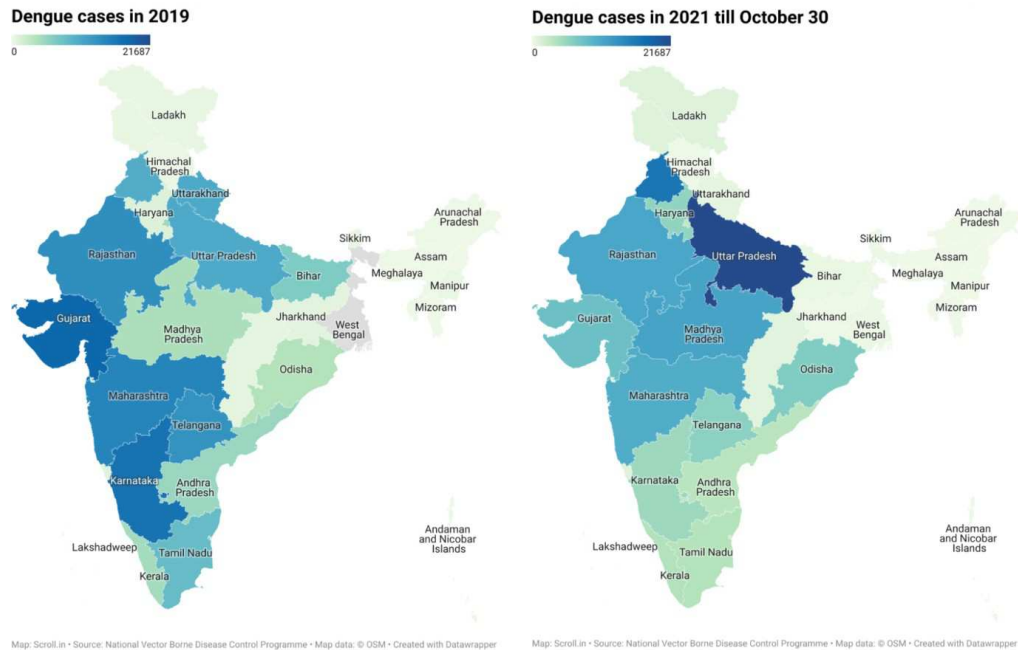 Dengue cases in 2019
0 21687
Ladakh
Himachal
Pradesh
Uttarakhand
Haryana
Rajasthan
Uttar Pradesh
Bihar
Sikkim
Arunachal
Pradesh
Assam
Meghalaya
Manipur
Mizoram
Gujarat
Madhya
Pradesh
Jharkhand
West
Bengal
Odisha
Maharashtra
Telangana
Karnataka
Andhra
Pradesh
Lakshadweep
Tamil Nadu
Kerala
Andaman
and Nicobar
Islands
Map: Scroll.in • Source: National Vector Borne Disease Control Programme • Map data: © OSM • Created with Datawrapper
Dengue cases in 2021 till October 30
0 21687
Ladakh
Himachal
Pradesh
Uttarakhand
Haryana
Rajasthan
Uttar Pradesh
Bihar
Sikkim
Arunachal
Pradesh
Assam
Meghalaya
Manipur
Mizoram
Gujarat
Madhya
Pradesh
Jharkhand
West
Bengal
Odisha
Maharashtra
Telangana
Karnataka
Andhra
Pradesh
Lakshadweep
Tamil Nadu
Kerala
Andaman
and Nicobar
Islands
Map: Scroll.in • Source: National Vector Borne Disease Control Programme • Map data: © OSM • Created with Datawrapper